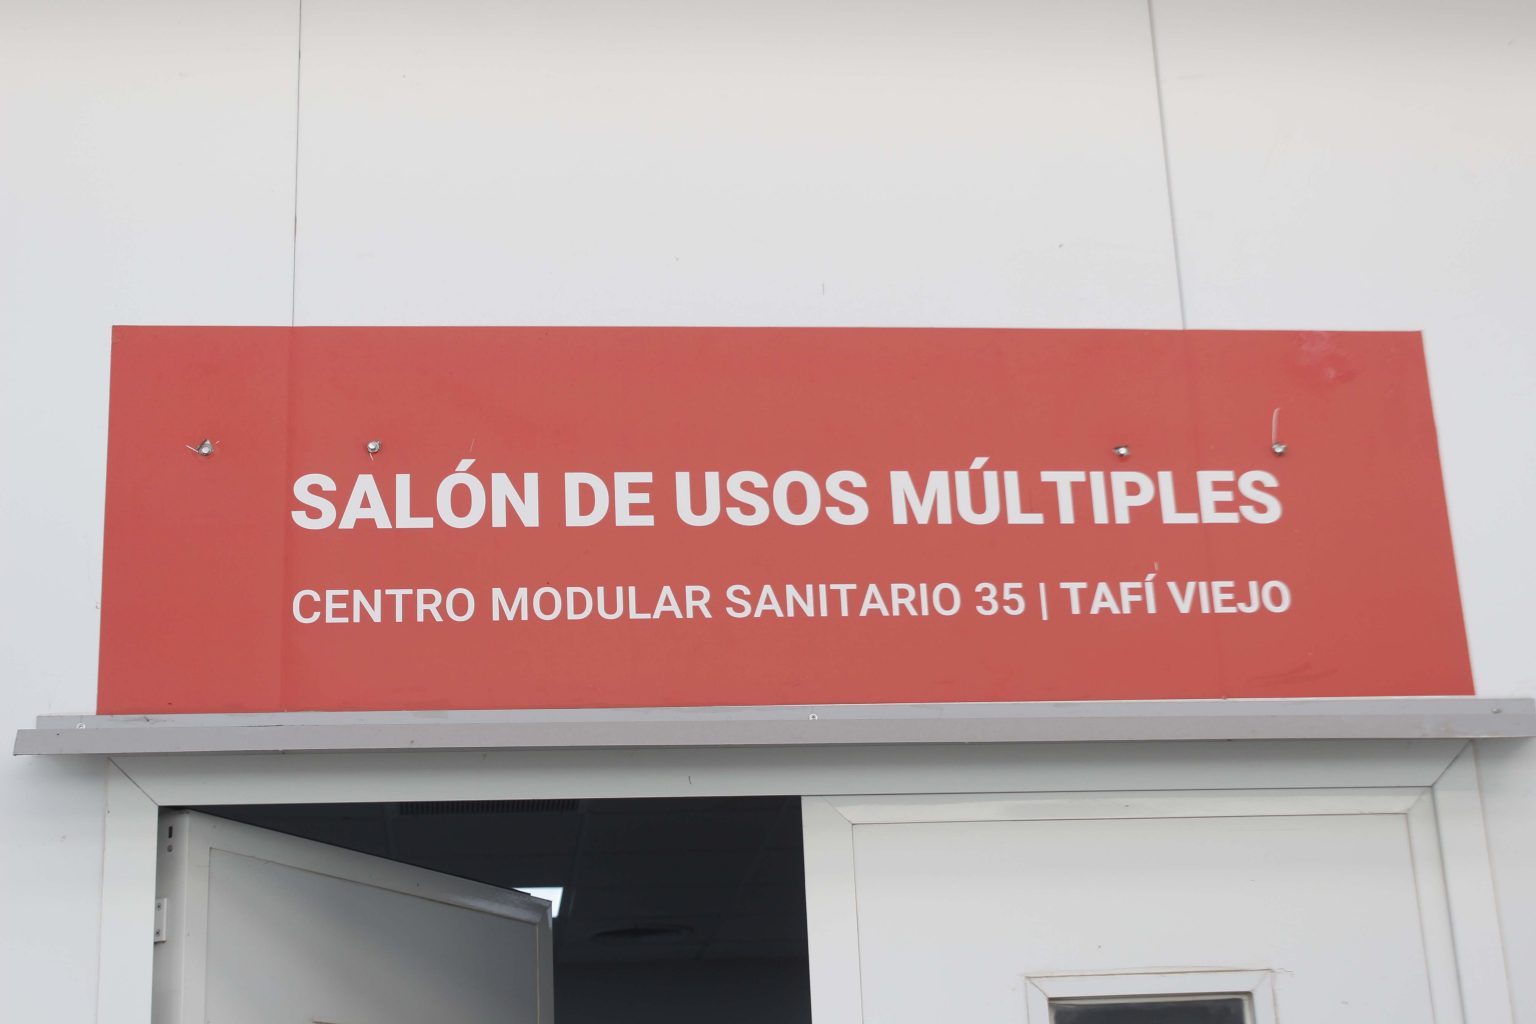 SALÓN DE USOS MÚLTIPLES
CENTRO MODULAR SANITARIO 35 | TAFÍ VIEJO